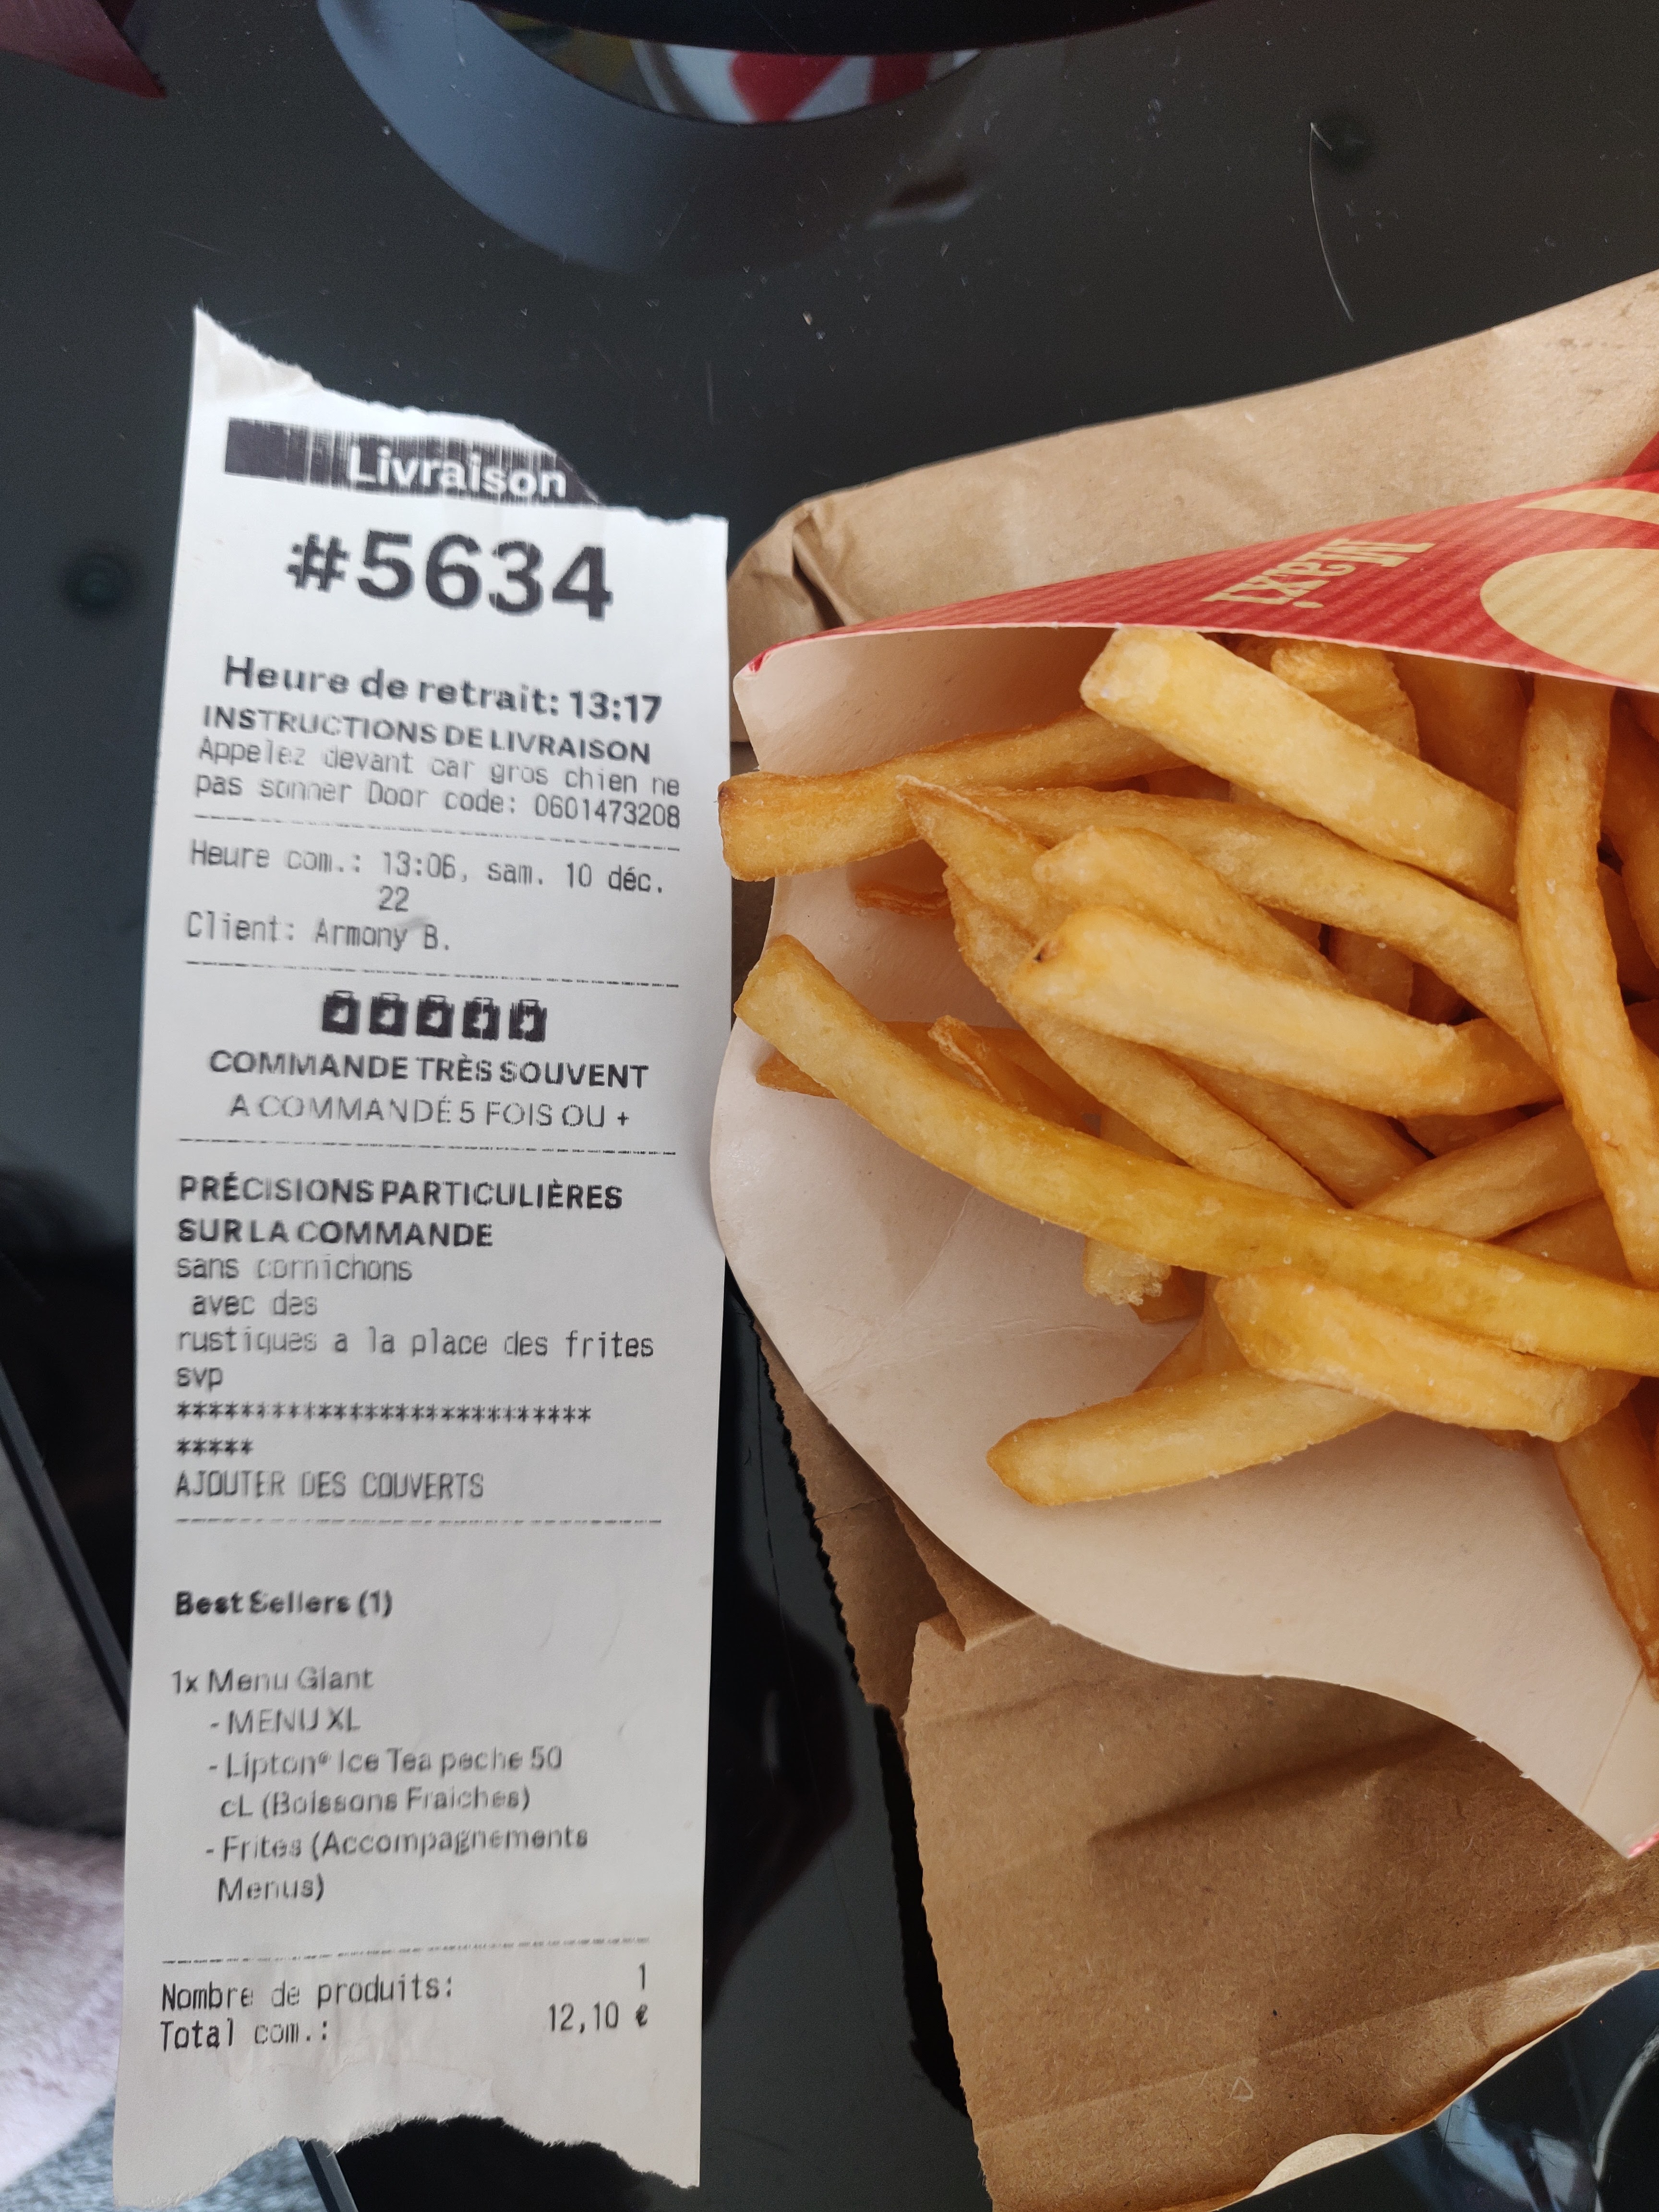 Livraison
#5634
Heure de retrait: 13:17
INSTRUCTIONS DE LIVRAISON
Appelez devant car gros chien ne
pas sonner Door code: 0601473208
Heure com.: 13:06, sam. 10 déc.
22
Client: Armony B.
COMMANDE TRÈS SOUVENT
A COMMANDÉ 5 FOIS OU +
PRÉCISIONS PARTICULIÈRES
SUR LA COMMANDE
sans cornichons
avec des
rustiques a la place des frites
svp
**************************
*****
AJOUTER DES COUVERTS
Best Sellers (1)
1x Menu Giant
- MENU XL
- Lipton® Ice Tea peche 50
cL (Boissons Fraiches)
- Frites (Accompagnements
Menus)
Nombre de produits: 1
Total com.: 12,10 €
Maxi